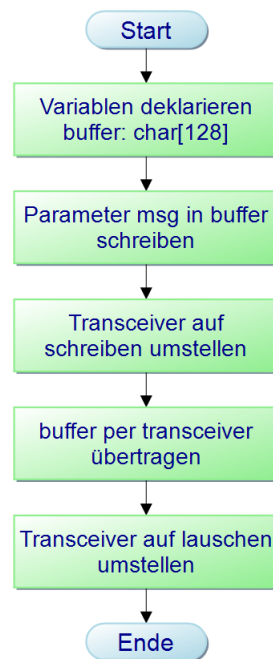 Start
Variablen deklarieren
buffer: char[128]
Parameter msg in buffer
schreiben
Transceiver auf
schreiben umstellen
buffer per transceiver
übertragen
Transceiver auf lauschen
umstellen
Ende